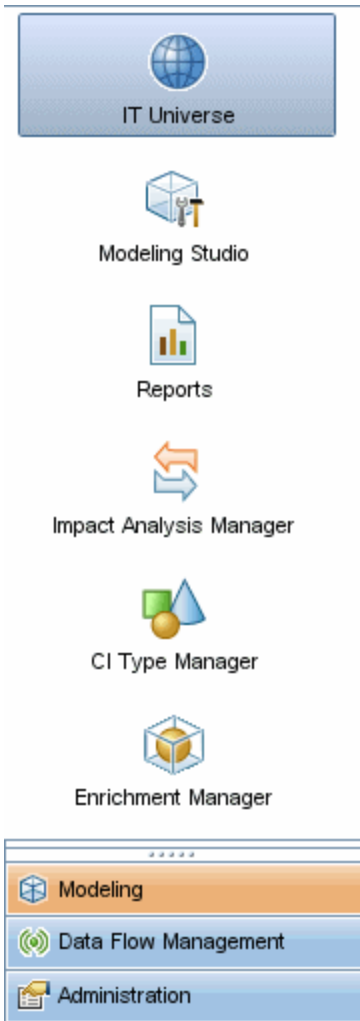 IT Universe
Modeling Studio
Reports
Impact Analysis Manager
CI Type Manager
Enrichment Manager
Modeling
Data Flow Management
Administration